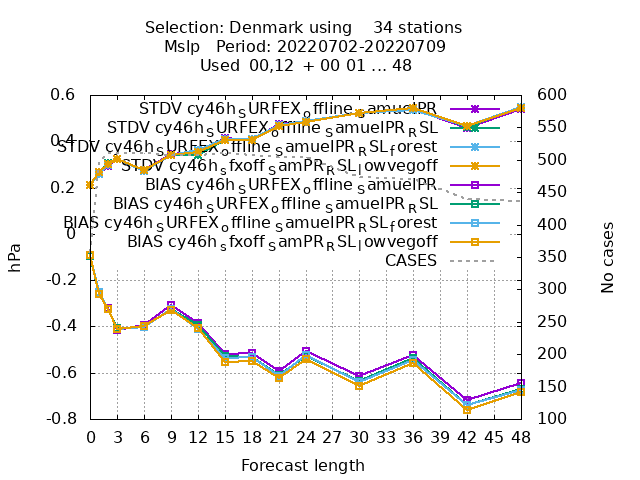 Selection: Denmark using 34 stations
Mslp Period: 20220702-20220709
Used 00,12 + 00 01 ... 48
0.6
0.4
0.2
0
-0.2
-0.4
-0.6
-0.8
hPa
STDV cy46h_SURFEX_offline_SamuelPR
STDV cy46h_SURFEX_offline_SamuelPR_RSL
STDV cy46h_SURFEX_offline_SamuelPR_RSL_forest
STDV cy46h_sfxoff_SamPR_RSL_lowvegoff
BIAS cy46h_SURFEX_offline_SamuelPR
BIAS cy46h_SURFEX_offline_SamuelPR_RSL
BIAS cy46h_SURFEX_offline_SamuelPR_RSL_forest
BIAS cy46h_sfxoff_SamPR_RSL_lowvegoff
CASES
600
550
500
450
400
350
300
250
200
150
100
No cases
0 3 6 9 12 15 18 21 24 27 30 33 36 39 42 45 48
Forecast length